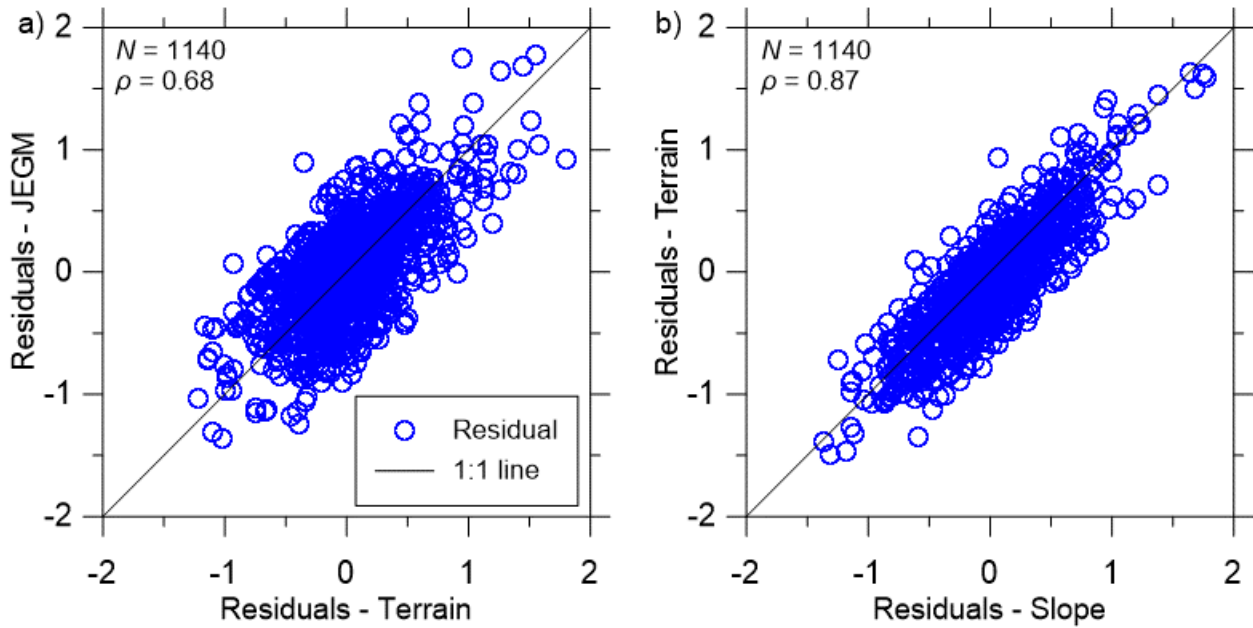 a)
N = 1140
ρ = 0.68
2
1
0
-1
-2
Residuals - JEGM
Residual
1:1 line
-2
-1
0
1
2
Residuals - Terrain
b)
N = 1140
ρ = 0.87
2
1
0
-1
-2
Residuals - Terrain
-2
-1
0
1
2
Residuals - Slope